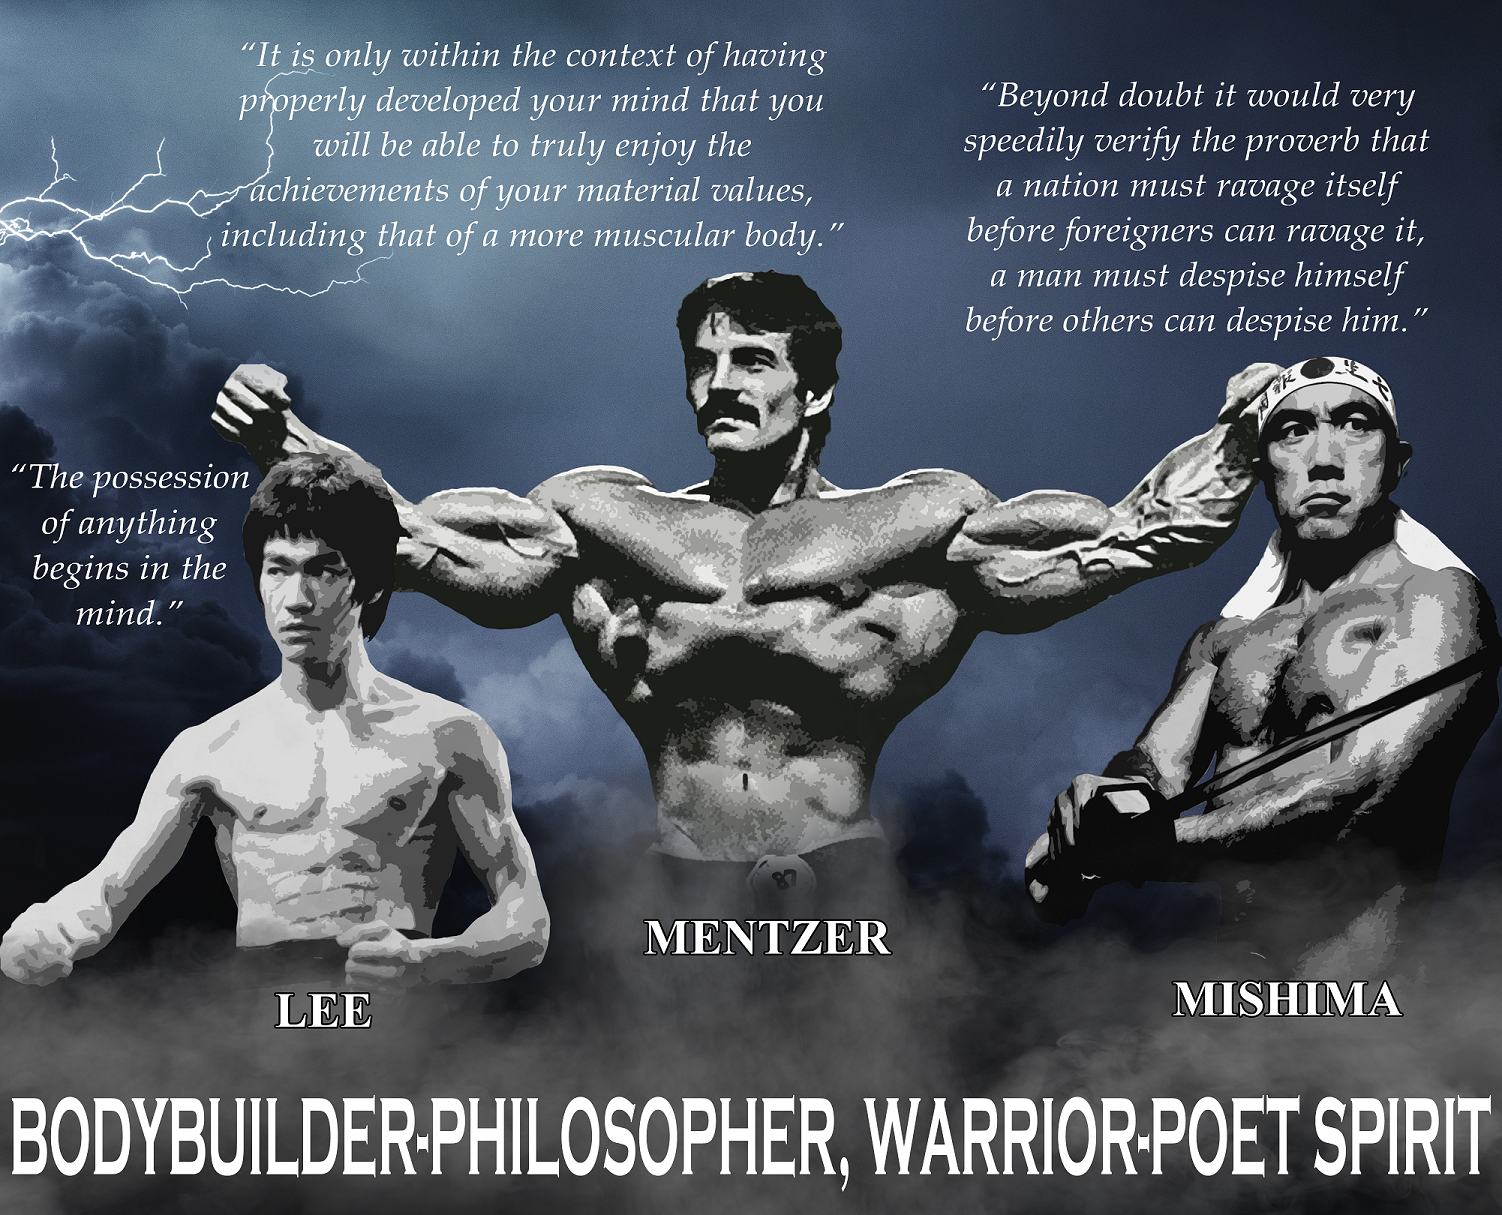 “It is only within the context of having
properly developed your mind that you
will be able to truly enjoy the
achievements of your material values,
including that of a more muscular body.”
“Beyond doubt it would very
speedily verify the proverb that
a nation must ravage itself
before foreigners can ravage it,
a man must despise himself
before others can despise him.”
“The possession
of anything
begins in the
mind.”
87
MENTZER
LEE
MISHIMA
BODYBUILDER-PHILOSOPHER, WARRIOR-POET SPIRIT